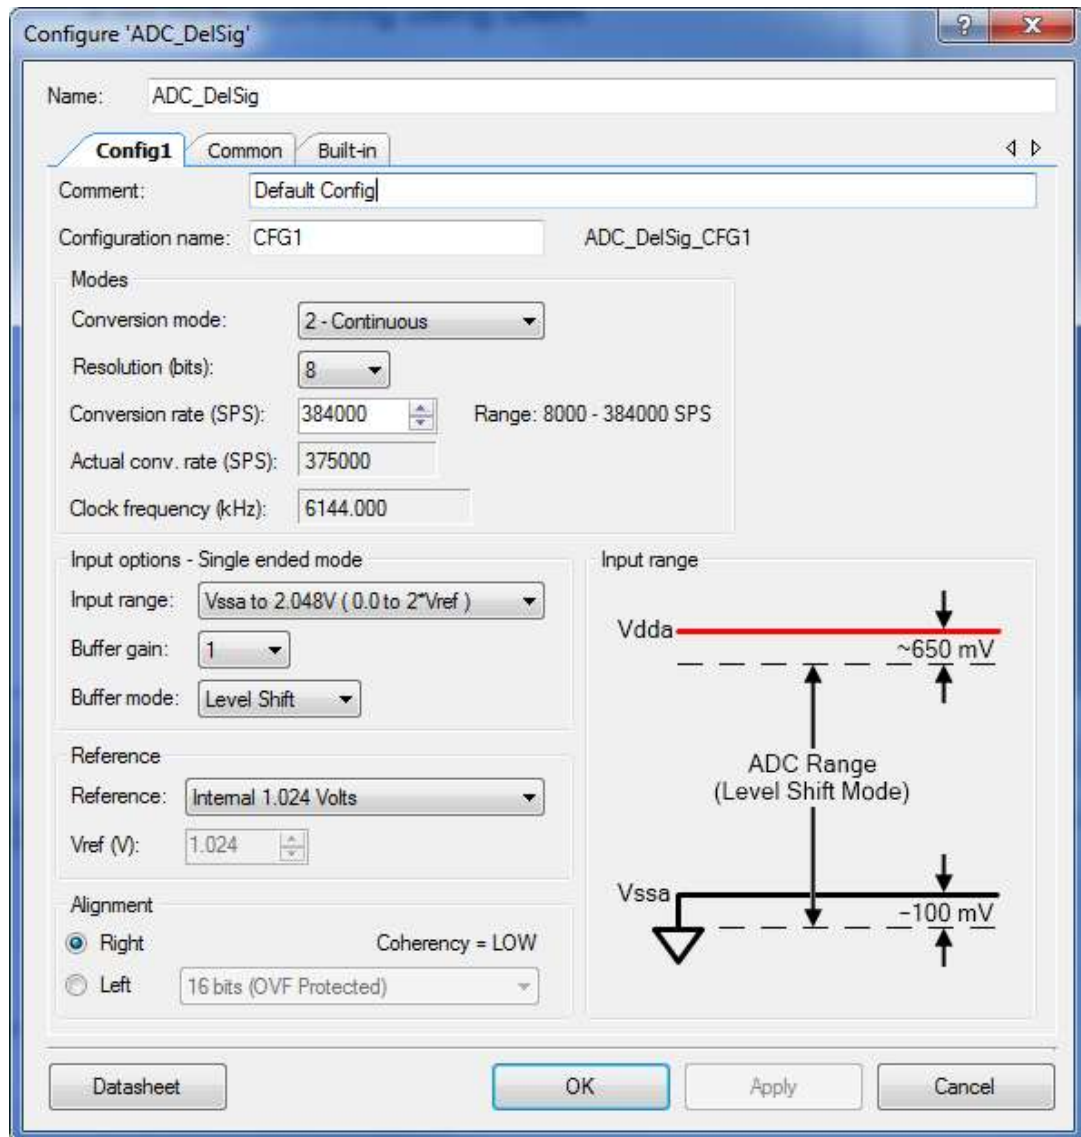 Configure 'ADC_DelSig'
Name: ADC_DelSig
Config1 Common Built-in
Comment: Default Config
Configuration name: CFG1 ADC_DelSig_CFG1
Modes
Conversion mode: 2 - Continuous
Resolution (bits): 8
Conversion rate (SPS): 384000 Range: 8000 - 384000 SPS
Actual conv. rate (SPS): 375000
Clock frequency (kHz): 6144.000
Input options - Single ended mode
Input range: Vssa to 2.048V ( 0.0 to 2*Vref )
Buffer gain: 1
Buffer mode: Level Shift
Reference
Reference: Internal 1.024 Volts
Vref (V): 1.024
Alignment
Right Coherency = LOW
Left 16 bits (OVF Protected)
Input range
Vdda
~650 mV
ADC Range
(Level Shift Mode)
Vssa
~100 mV
Datasheet OK Apply Cancel